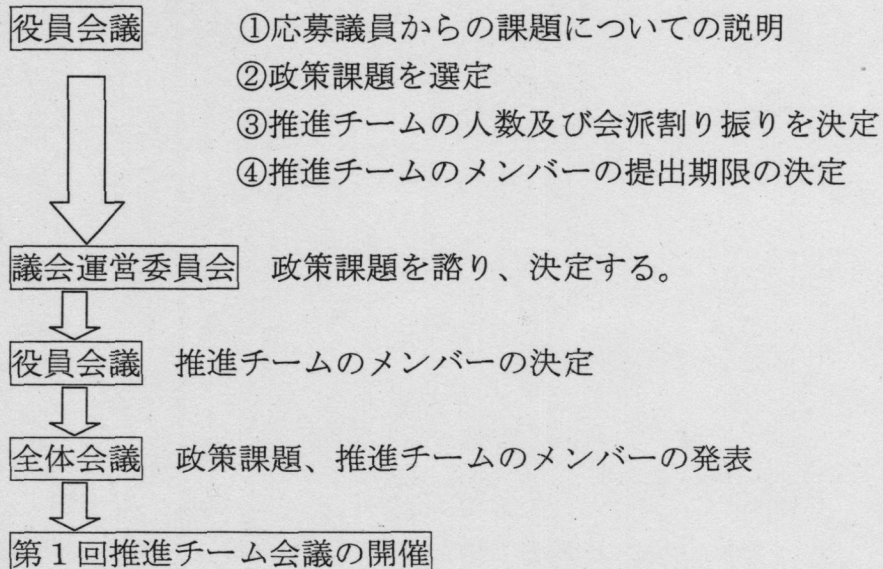 役員会議 ①応募議員からの課題についての説明
②政策課題を選定
③推進チームの人数及び会派割り振りを決定
④推進チームのメンバーの提出期限の決定
議会運営委員会 政策課題を諮り、決定する。
役員会議 推進チームのメンバーの決定
全体会議 政策課題、推進チームのメンバーの発表
第1回推進チーム会議の開催